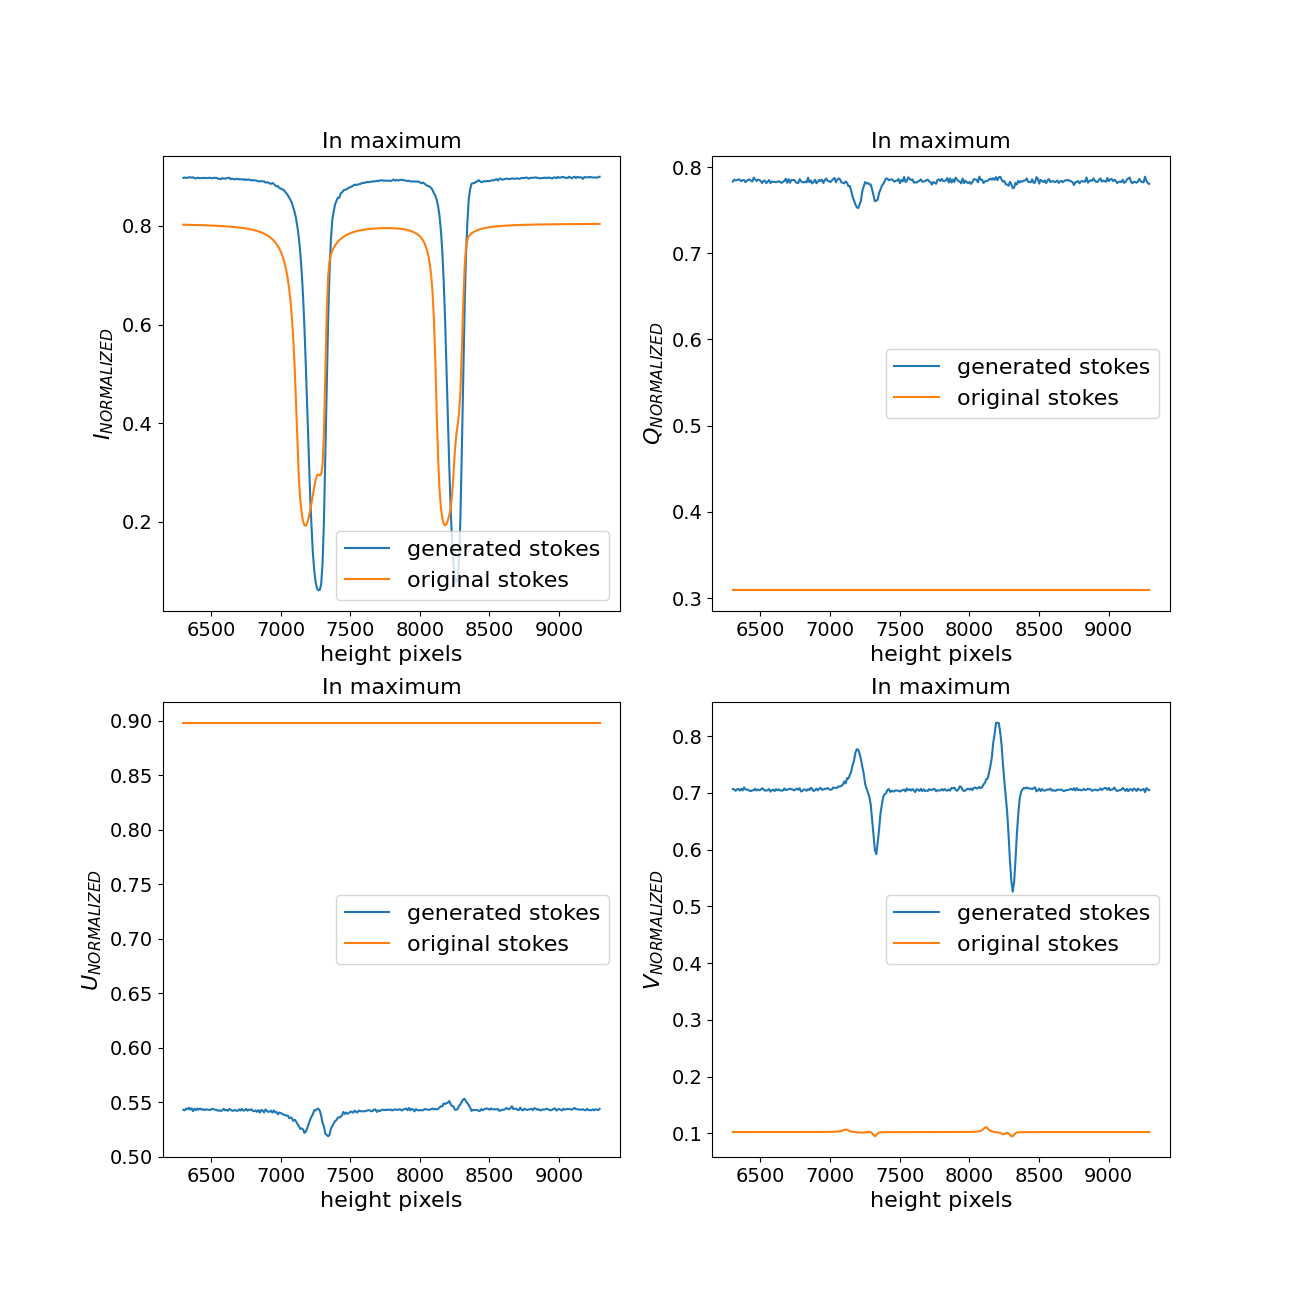 In maximum
I_NORMALIZED
0.8
0.6
0.4
0.2
generated stokes
original stokes
6500 7000 7500 8000 8500 9000
height pixels
In maximum
Q_NORMALIZED
0.8
0.7
0.6
0.5
0.4
0.3
generated stokes
original stokes
6500 7000 7500 8000 8500 9000
height pixels
In maximum
U_NORMALIZED
0.90
0.85
0.80
0.75
0.70
0.65
0.60
0.55
0.50
generated stokes
original stokes
6500 7000 7500 8000 8500 9000
height pixels
In maximum
V_NORMALIZED
0.8
0.7
0.6
0.5
0.4
0.3
0.2
0.1
generated stokes
original stokes
6500 7000 7500 8000 8500 9000
height pixels